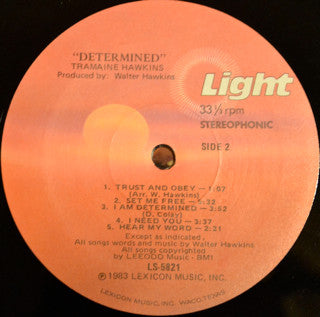 "DETERMINED"
TRAMAINE HAWKINS
Produced by: Walter Hawkins
Light
33⅓ rpm
STEREOPHONIC
SIDE 2
1. TRUST AND OBEY — 1:07
(Arr. W. Hawkins)
2. SET ME FREE — 5:32
3. I AM DETERMINED — 3:52
(D. Colay)
4. I NEED YOU — 3:37
5. HEAR MY WORD — 2:21
Except as indicated,
All songs words and music by Walter Hawkins
All songs copyrighted
by LEEODO Music - BMI
LS-5821
Ⓟ1983 LEXICON MUSIC, INC.
LEXICON MUSIC, INC. WACO, TEXAS